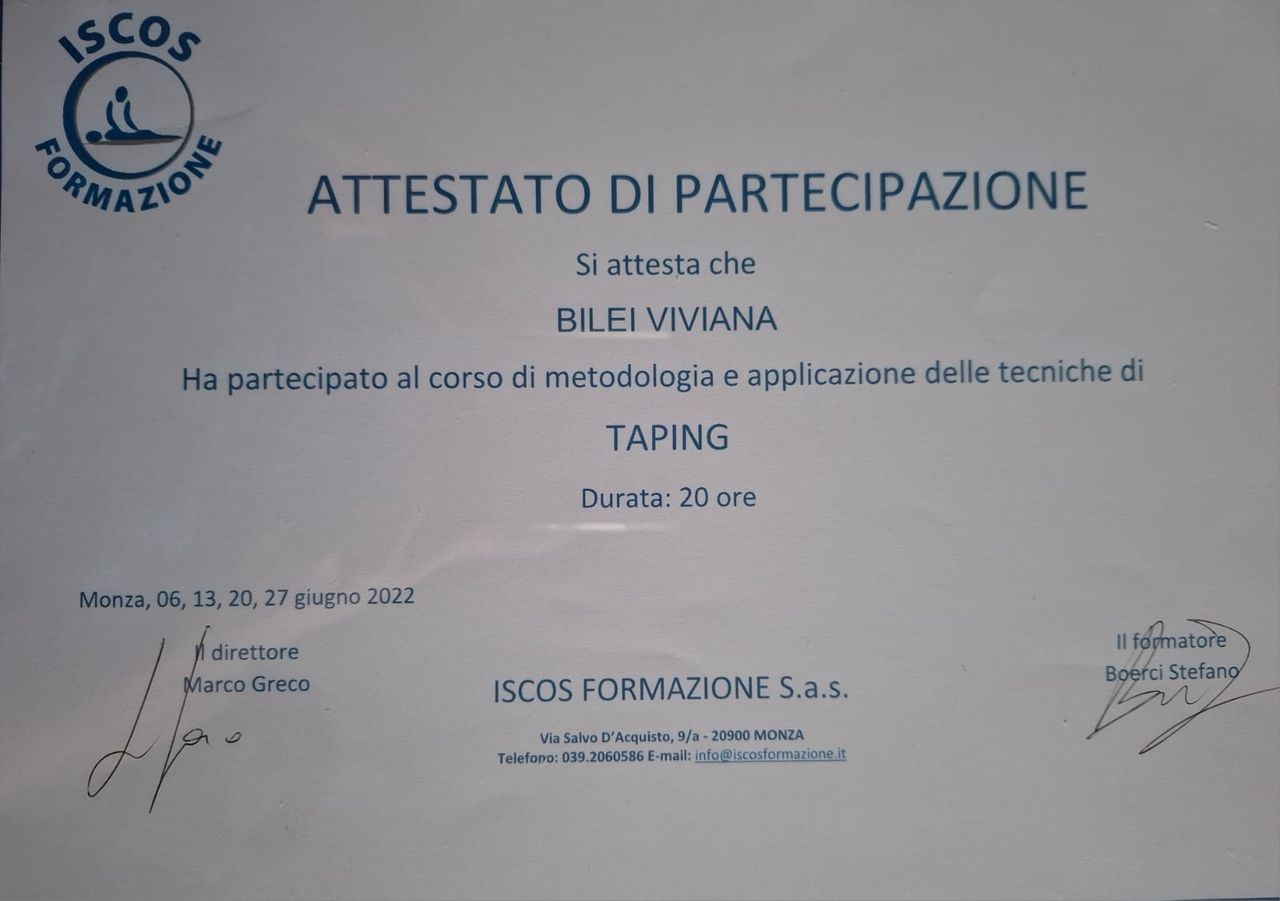 ISCOS
FORMAZIONE
ATTESTATO DI PARTECIPAZIONE
Si attesta che
BILEI VIVIANA
Ha partecipato al corso di metodologia e applicazione delle tecniche di
TAPING
Durata: 20 ore
Monza, 06, 13, 20, 27 giugno 2022
Il direttore
Marco Greco
Il formatore
Boerci Stefano
ISCOS FORMAZIONE S.a.s.
Via Salvo D'Acquisto, 9/a - 20900 MONZA
Telefono: 039.2060586 E-mail: info@iscosformazione.it